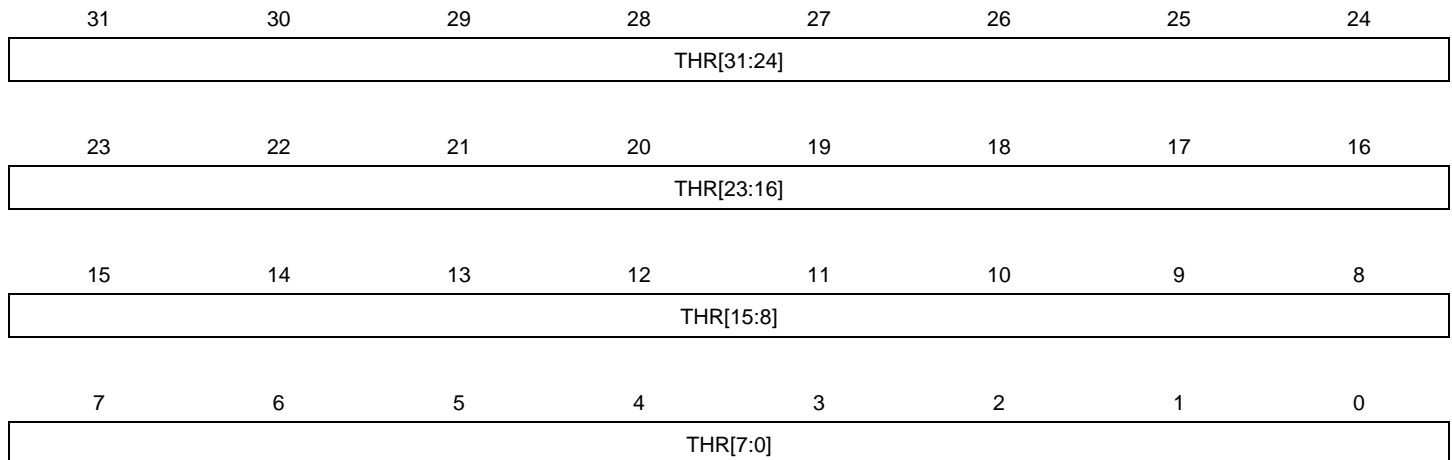 31 30 29 28 27 26 25 24
THR[31:24]
23 22 21 20 19 18 17 16
THR[23:16]
15 14 13 12 11 10 9 8
THR[15:8]
7 6 5 4 3 2 1 0
THR[7:0]